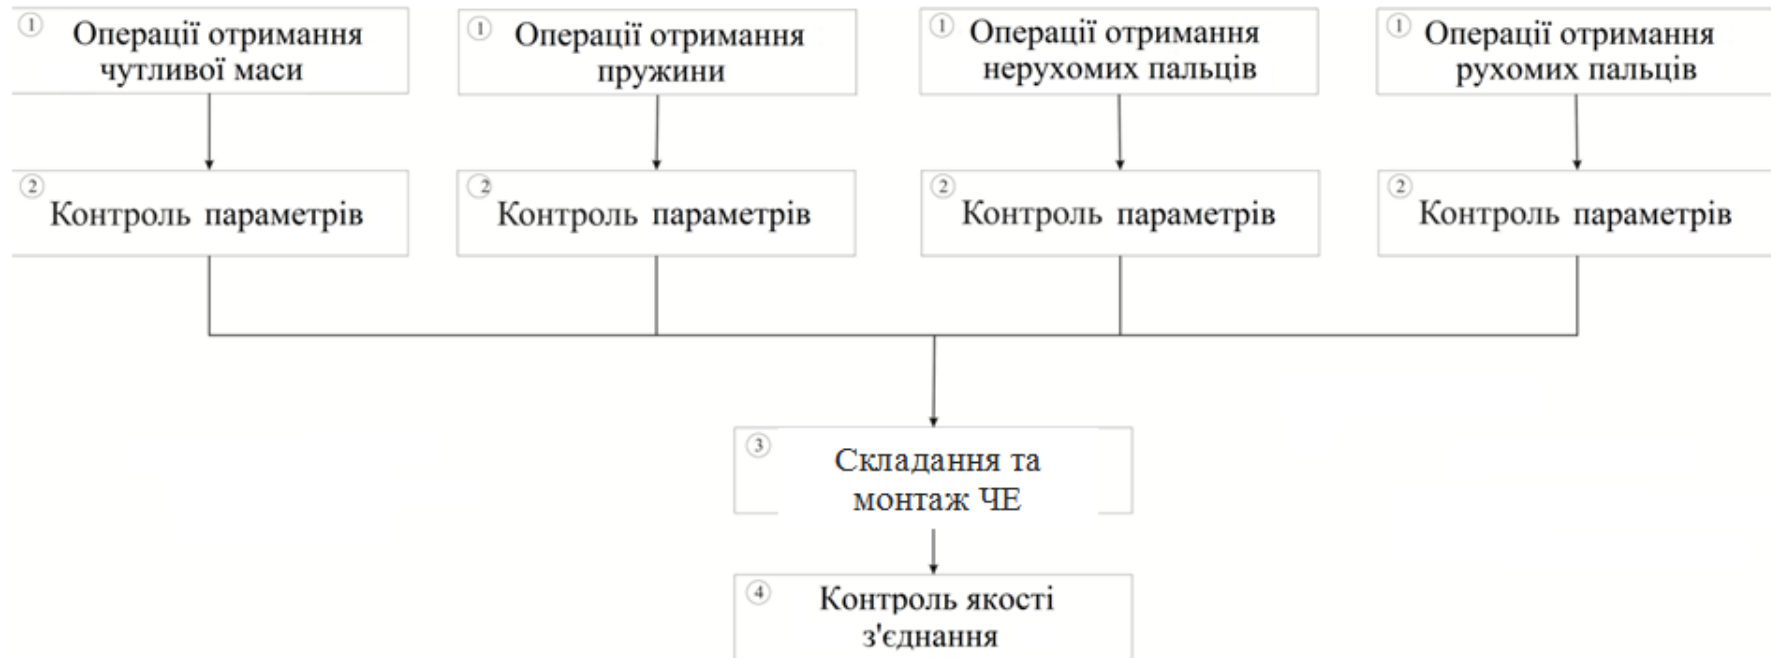 1
Операції отримання
чутливої маси
1
Операції отримання
пружини
1
Операції отримання
нерухомих пальців
1
Операції отримання
рухомих пальців
2
Контроль параметрів
2
Контроль параметрів
2
Контроль параметрів
2
Контроль параметрів
3
Складання та
монтаж ЧЕ
4
Контроль якості
з'єднання